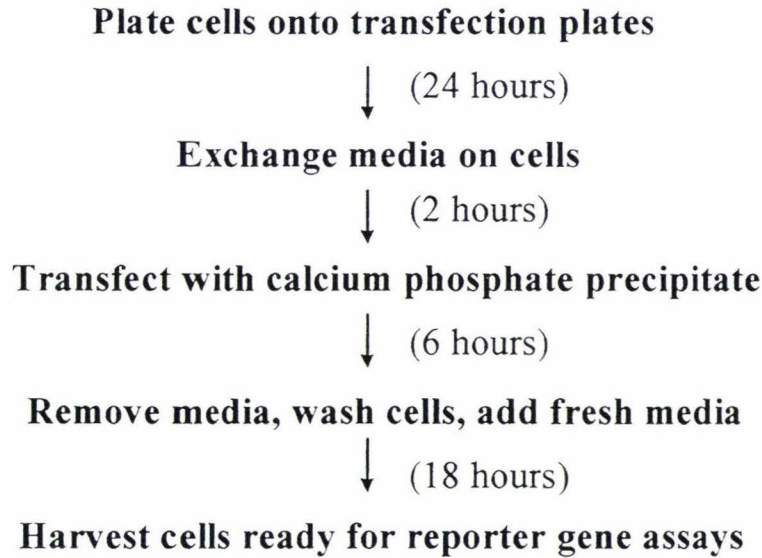 Plate cells onto transfection plates
(24 hours)
Exchange media on cells
(2 hours)
Transfect with calcium phosphate precipitate
(6 hours)
Remove media, wash cells, add fresh media
(18 hours)
Harvest cells ready for reporter gene assays